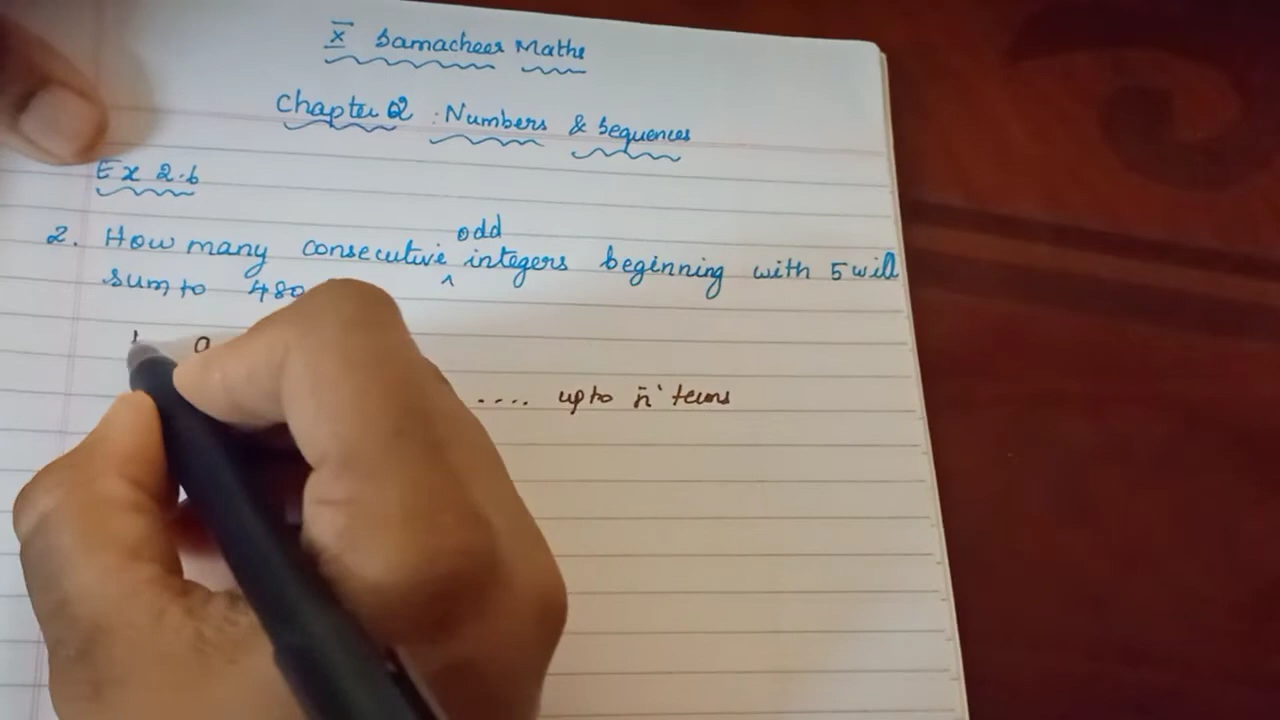 X Samacheer Maths
Chapter 2 : Numbers & Sequences
Ex 2.6
2. How many consecutive odd integers beginning with 5 will
sum to 480
.... upto 'n' terms